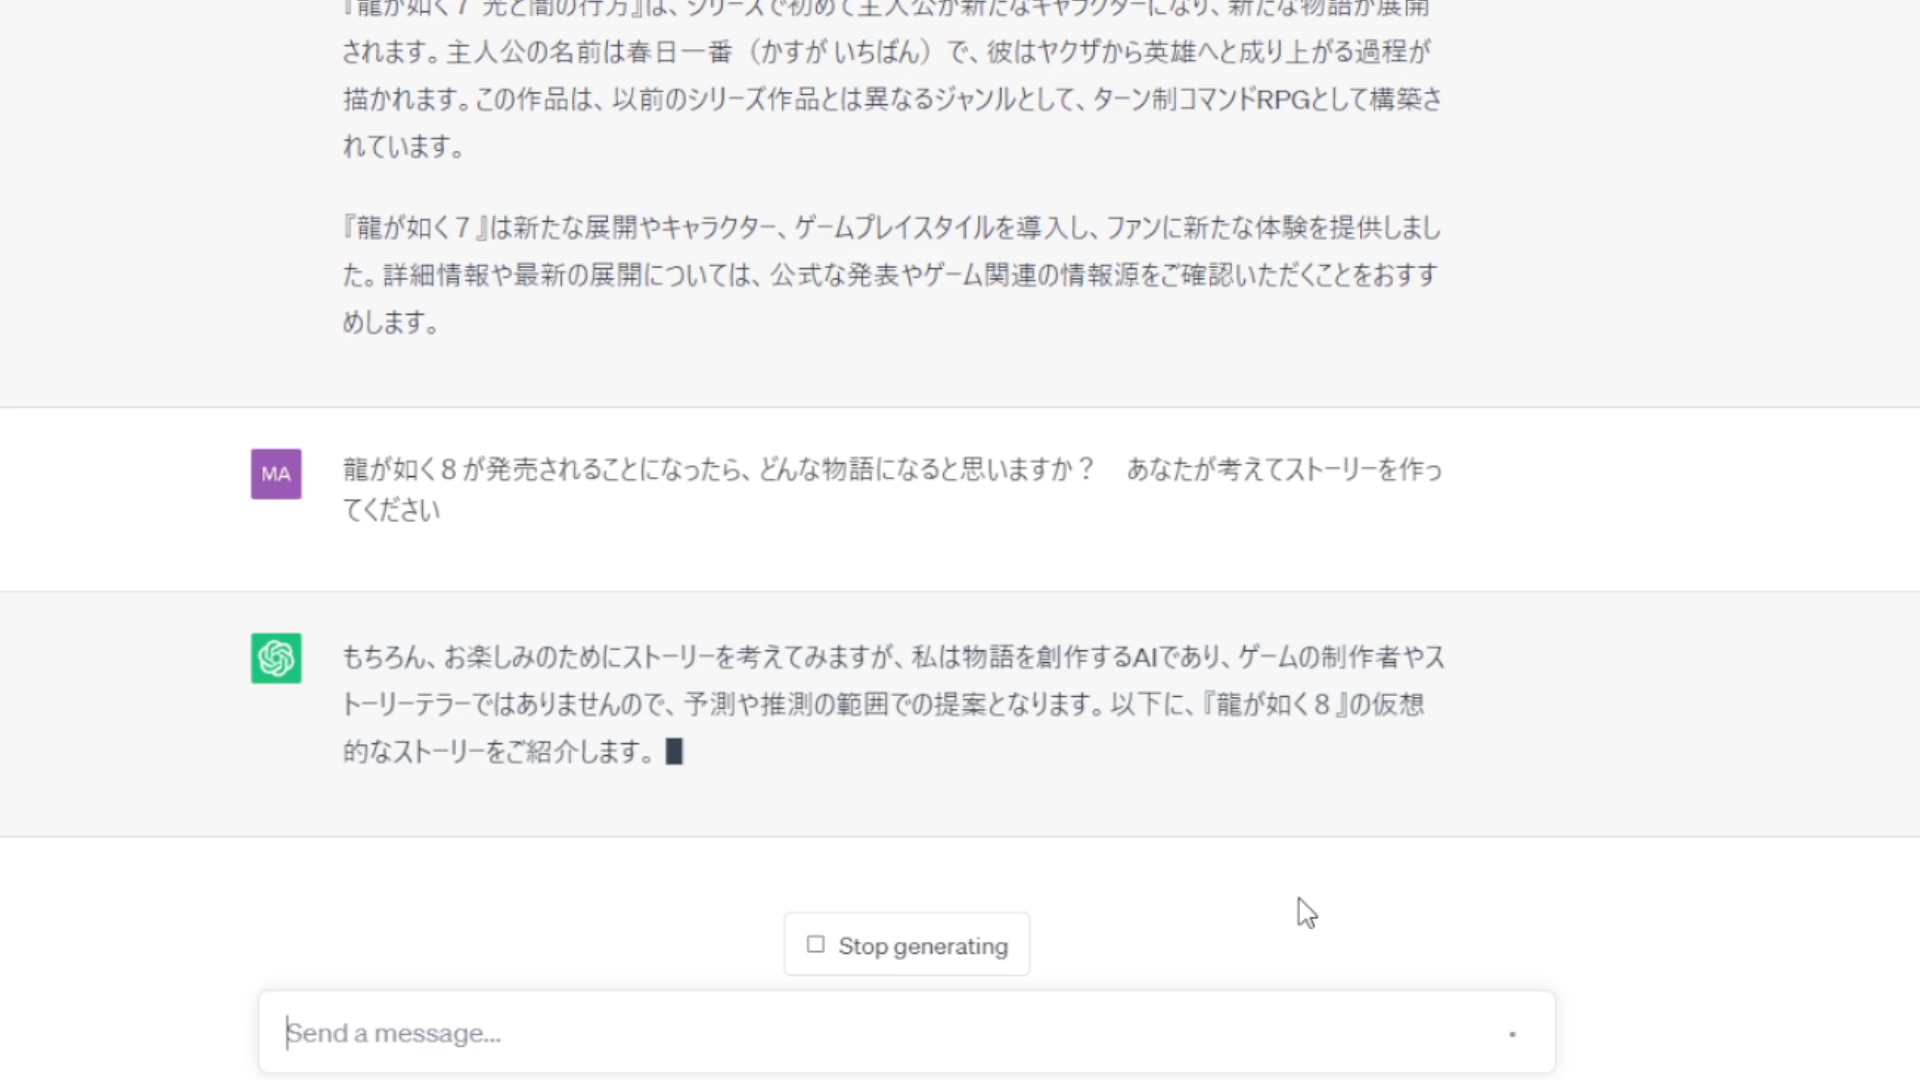 『龍が如く７ 光と闇の行方』は、シリーズで初めて主人公が新たなキャラクターになり、新たな物語が展開
されます。主人公の名前は春日一番（かすが いちばん）で、彼はヤクザから英雄へと成り上がる過程が
描かれます。この作品は、以前のシリーズ作品とは異なるジャンルとして、ターン制コマンドRPGとして構築さ
れています。
『龍が如く７』は新たな展開やキャラクター、ゲームプレイスタイルを導入し、ファンに新たな体験を提供しまし
た。詳細情報や最新の展開については、公式な発表やゲーム関連の情報源をご確認いただくことをおすす
めします。
MA
龍が如く８が発売されることになったら、どんな物語になると思いますか？　あなたが考えてストーリーを作っ
てください
もちろん、お楽しみのためにストーリーを考えてみますが、私は物語を創作するAIであり、ゲームの制作者やス
トーリーテラーではありませんので、予測や推測の範囲での提案となります。以下に、『龍が如く８』の仮想
的なストーリーをご紹介します。
Stop generating
Send a message...